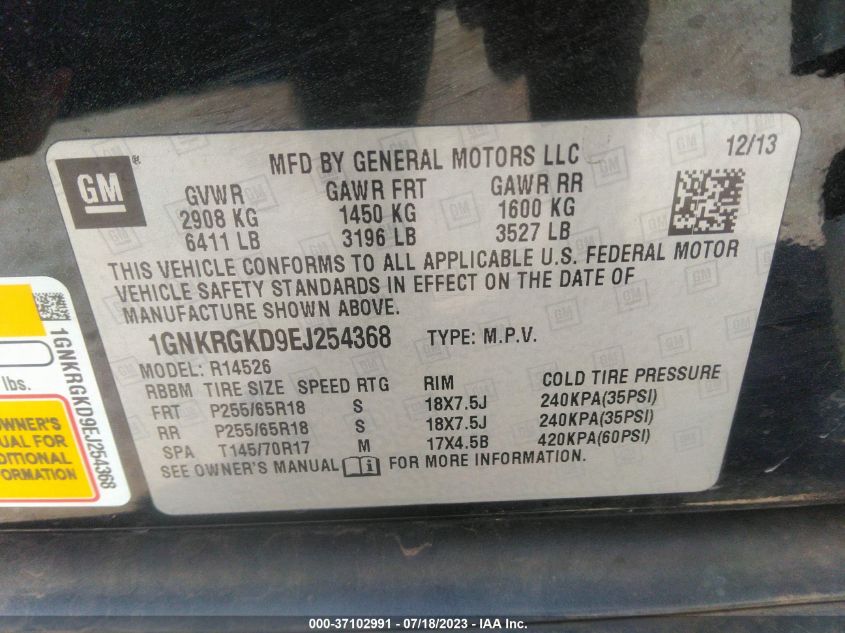 GM ®
MFD BY GENERAL MOTORS LLC
12/13
GVWR GAWR FRT GAWR RR
2908 KG 1450 KG 1600 KG
6411 LB 3196 LB 3527 LB
THIS VEHICLE CONFORMS TO ALL APPLICABLE U.S. FEDERAL MOTOR
VEHICLE SAFETY STANDARDS IN EFFECT ON THE DATE OF
MANUFACTURE SHOWN ABOVE.
1GNKRGKD9EJ254368 TYPE: M.P.V.
MODEL: R14526
RBBM TIRE SIZE SPEED RTG RIM COLD TIRE PRESSURE
FRT P255/65R18 S 18X7.5J 240KPA(35PSI)
RR P255/65R18 S 18X7.5J 240KPA(35PSI)
SPA T145/70R17 M 17X4.5B 420KPA(60PSI)
SEE OWNER'S MANUAL i FOR MORE INFORMATION.
1GNKRGKD9EJ254368
lbs.
OWNER'S
MANUAL FOR
DITIONAL
FORMATION
000-37102991 - 07/18/2023 - IAA Inc.